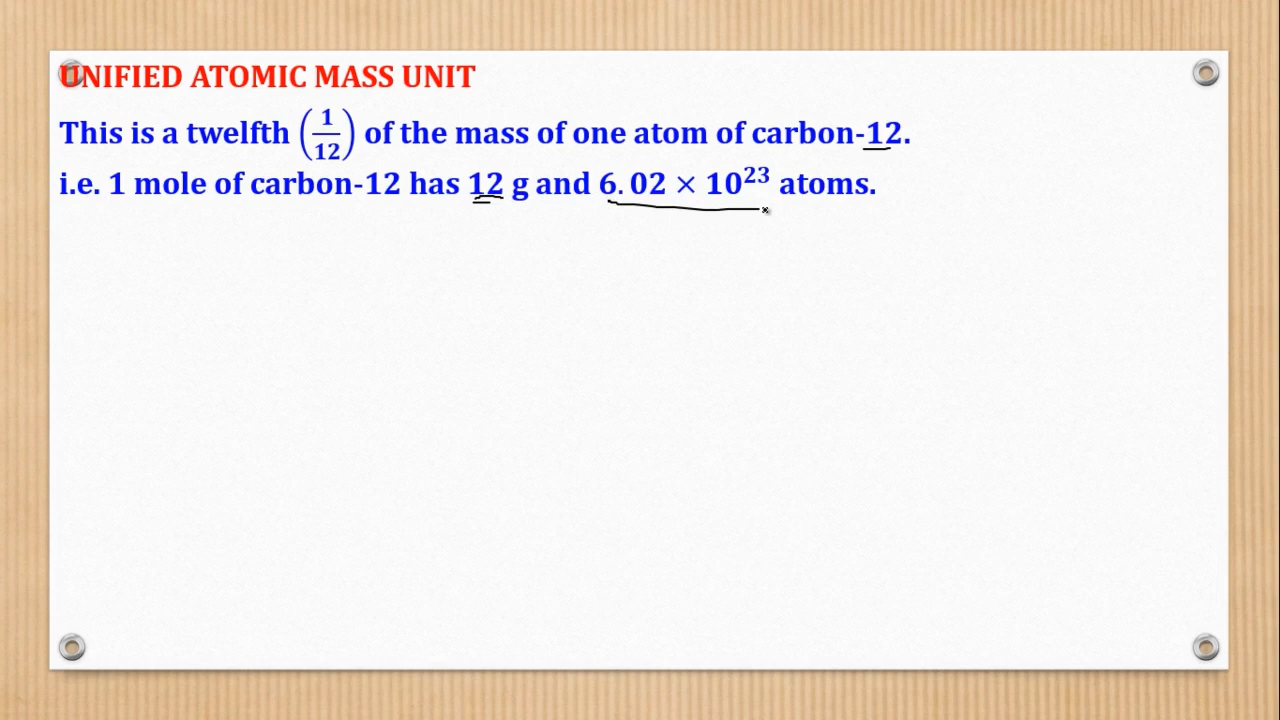 UNIFIED ATOMIC MASS UNIT
This is a twelfth (1/12) of the mass of one atom of carbon-12.
i.e. 1 mole of carbon-12 has 12 g and 6.02 × 10²³ atoms.